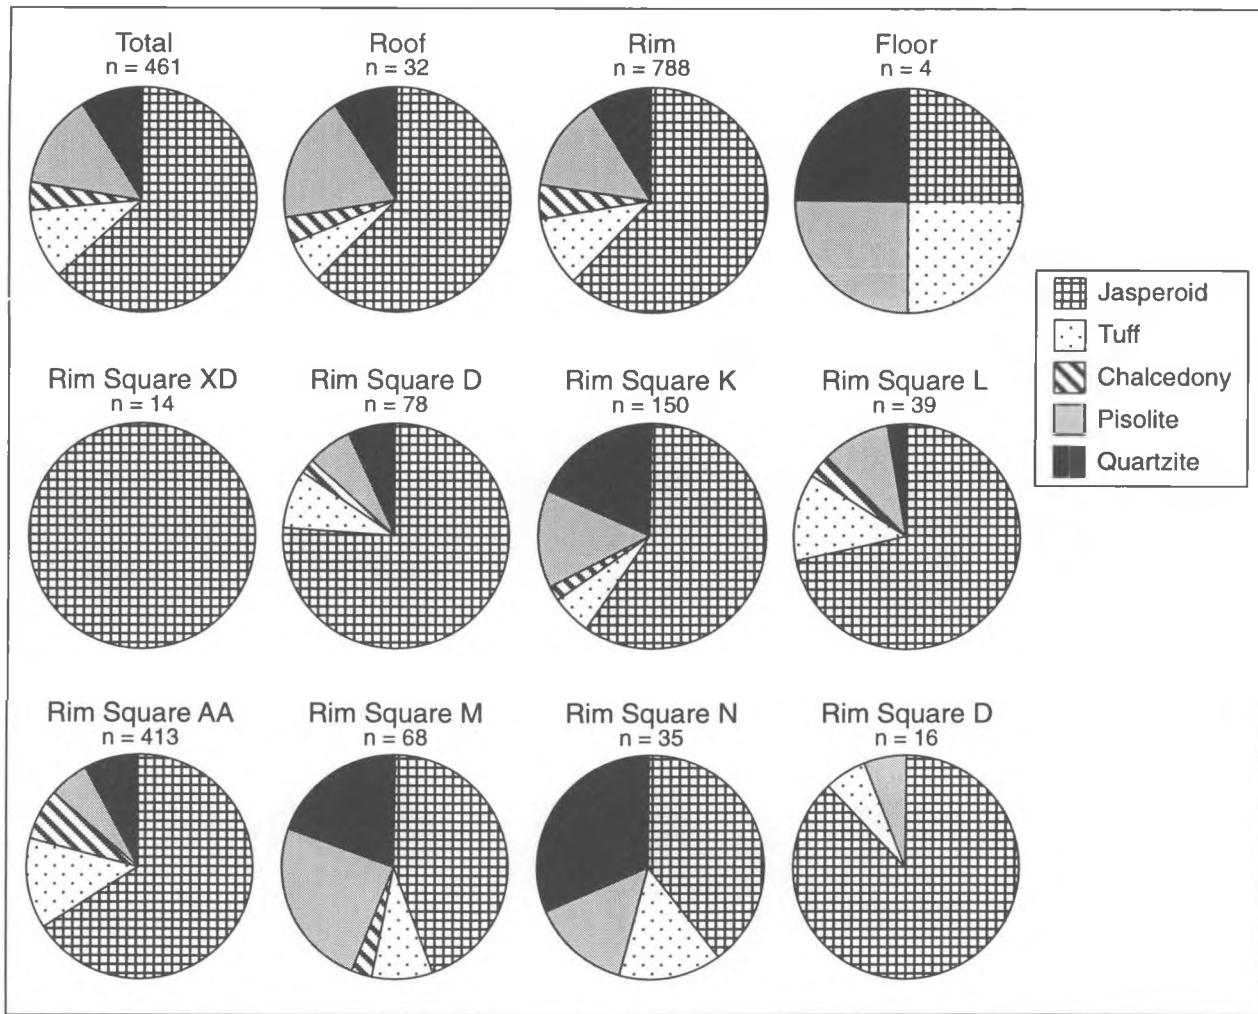 Total
n = 461
Roof
n = 32
Rim
n = 788
Floor
n = 4
Jasperoid
Tuff
Chalcedony
Pisolite
Quartzite
Rim Square XD
n = 14
Rim Square D
n = 78
Rim Square K
n = 150
Rim Square L
n = 39
Rim Square AA
n = 413
Rim Square M
n = 68
Rim Square N
n = 35
Rim Square D
n = 16